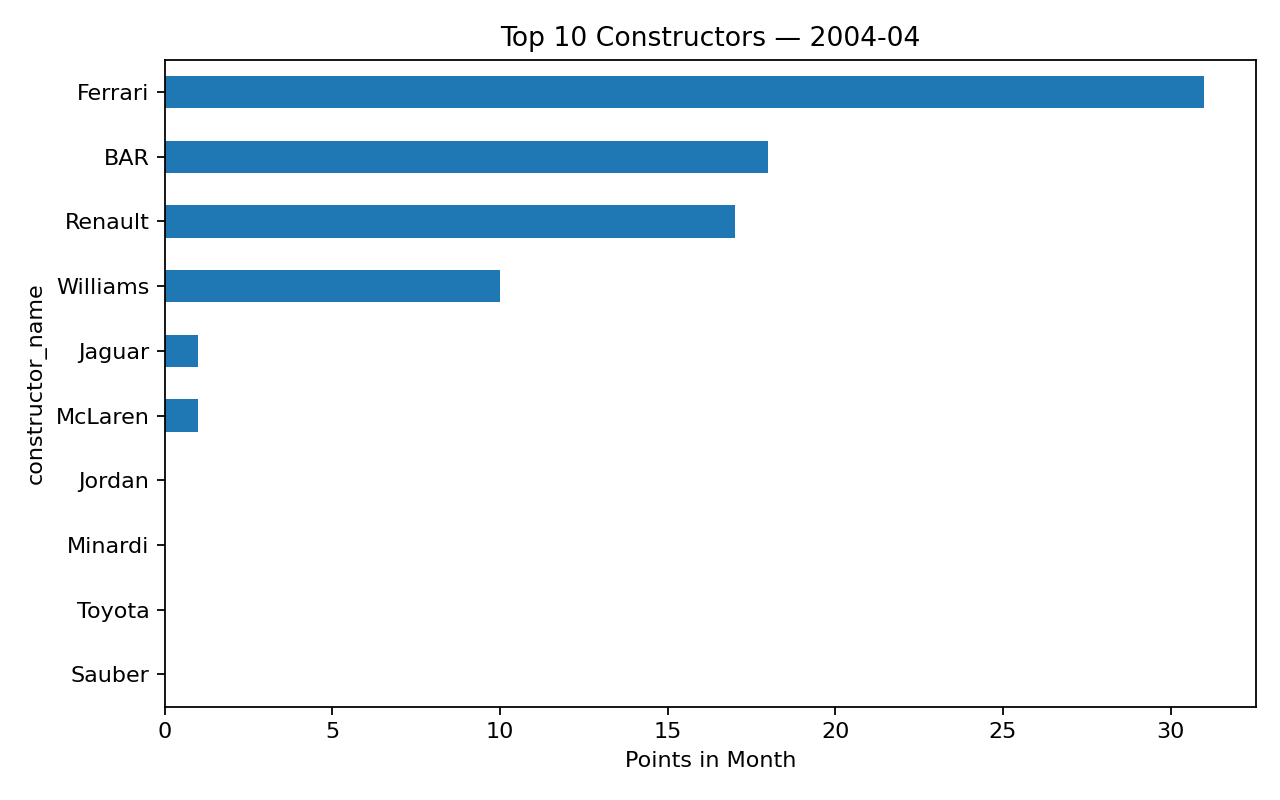 Top 10 Constructors — 2004-04
Ferrari
BAR
Renault
Williams
Jaguar
McLaren
Jordan
Minardi
Toyota
Sauber
constructor_name
0 5 10 15 20 25 30
Points in Month